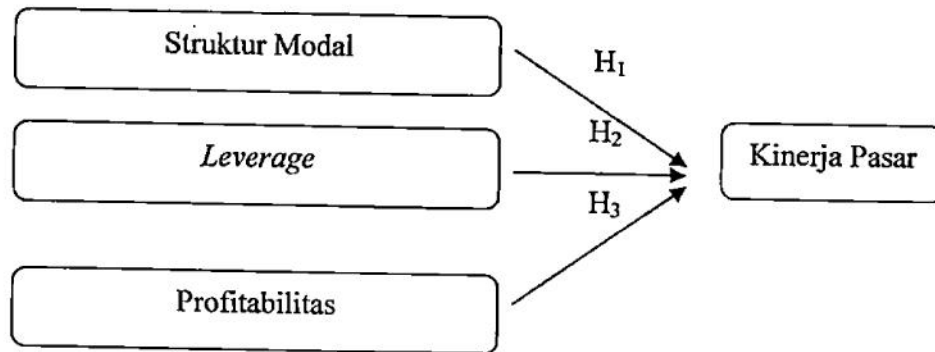 Struktur Modal
H1
H2
Leverage
Kinerja Pasar
H3
Profitabilitas